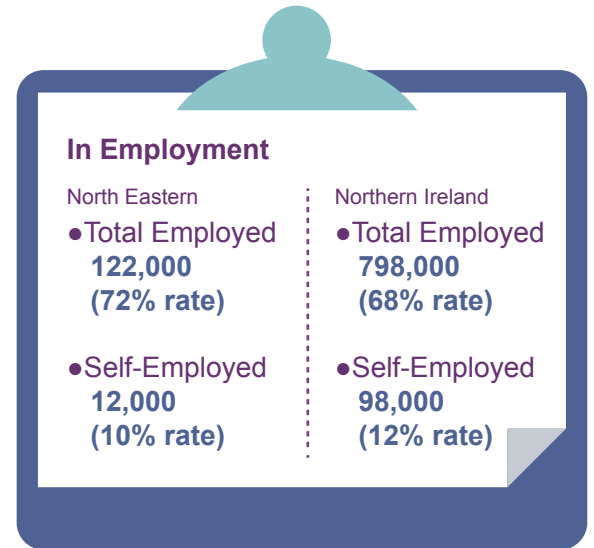 In Employment
North Eastern
●Total Employed
122,000
(72% rate)
●Self-Employed
12,000
(10% rate)
Northern Ireland
●Total Employed
798,000
(68% rate)
●Self-Employed
98,000
(12% rate)